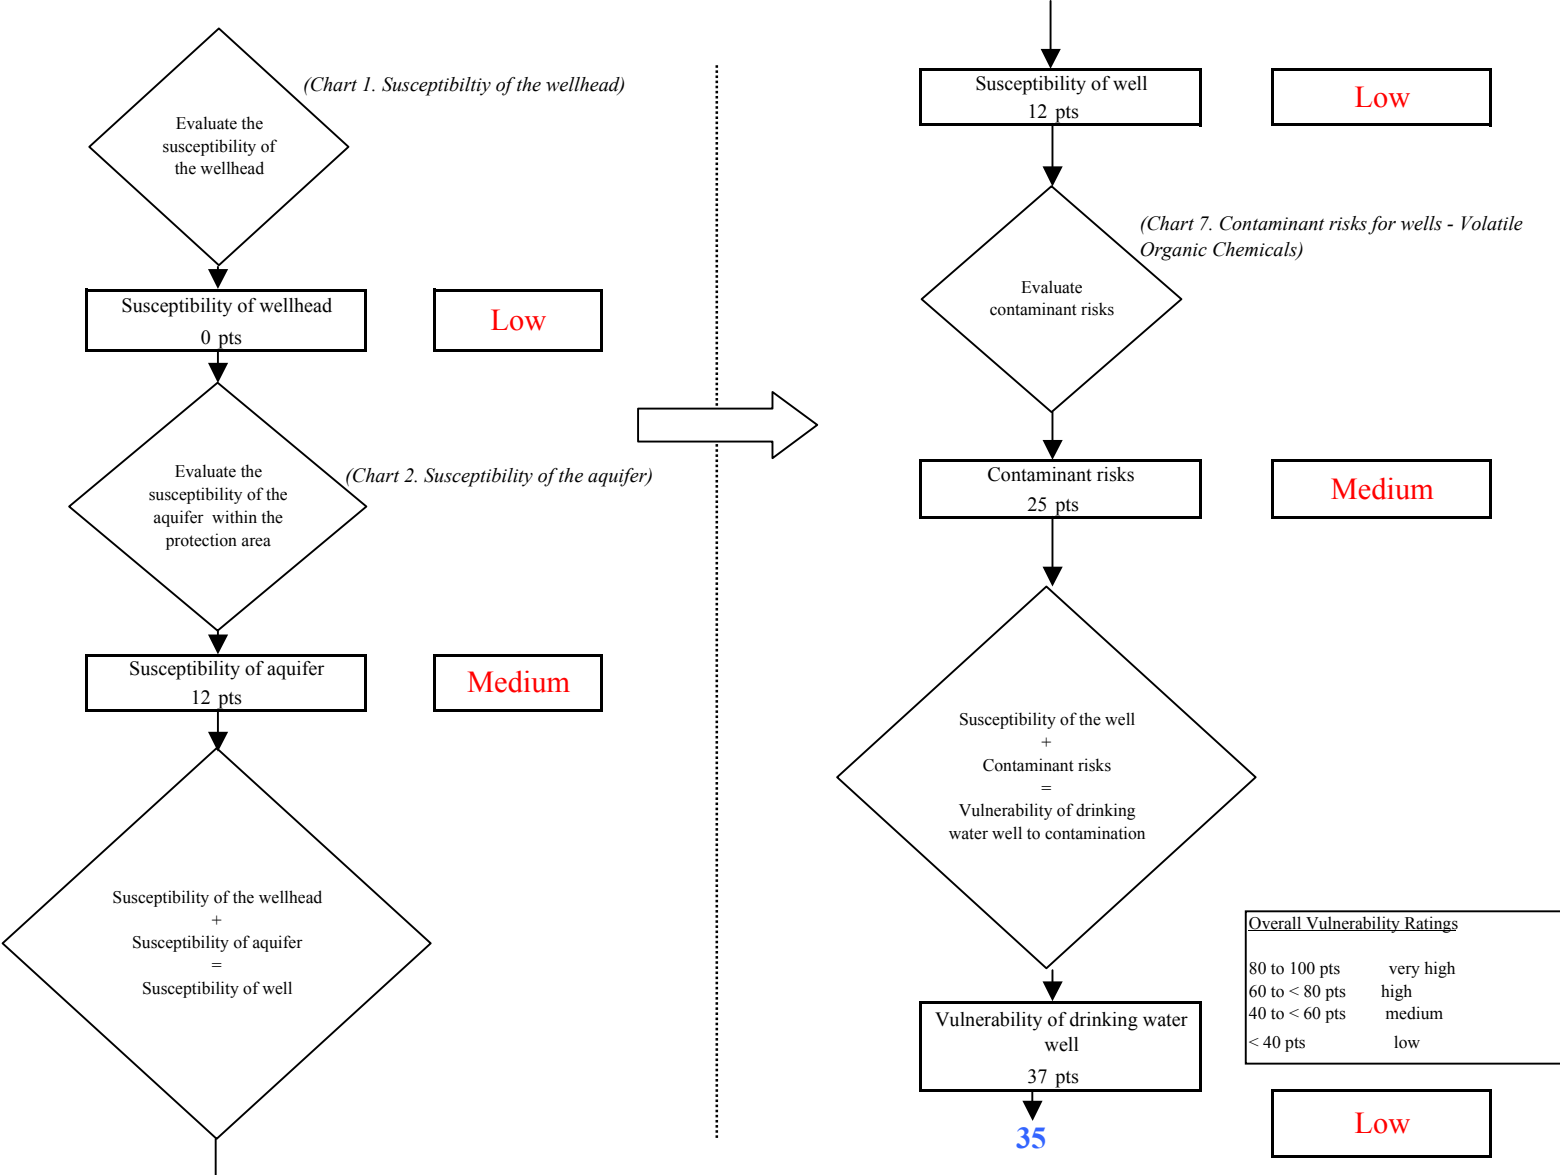 (Chart 1. Susceptibiltiy of the wellhead)
Evaluate the
susceptibility of
the wellhead
Susceptibility of wellhead
0 pts
Low
(Chart 2. Susceptibility of the aquifer)
Evaluate the
susceptibility of the
aquifer within the
protection area
Susceptibility of aquifer
12 pts
Medium
Susceptibility of the wellhead
+
Susceptibility of aquifer
=
Susceptibility of well
Susceptibility of well
12 pts
Low
(Chart 7. Contaminant risks for wells - Volatile
Organic Chemicals)
Evaluate
contaminant risks
Contaminant risks
25 pts
Medium
Susceptibility of the well
+
Contaminant risks
=
Vulnerability of drinking
water well to contamination
Overall Vulnerability Ratings
80 to 100 pts very high
60 to < 80 pts high
40 to < 60 pts medium
< 40 pts low
Vulnerability of drinking water
well
37 pts
35
Low